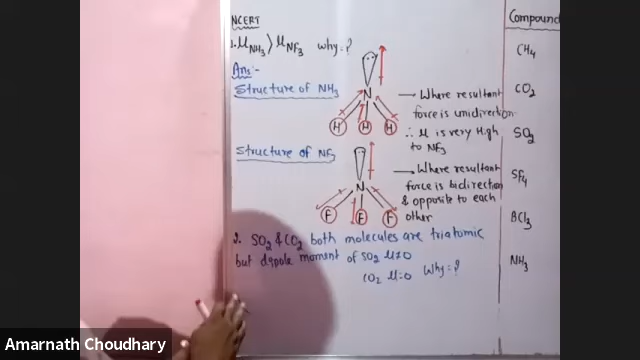 NCERT
1. μNH3 > μNF3 why=?
Ans:-
Structure of NH3
N
H H H
→ Where resultant
force is unidirection
∴ μ is very High
to NF3
Structure of NF3
N
F F F
→ Where resultant
force is bidirection
& opposite to each
other
2. SO2 & CO2 both molecules are triatomic
but dipole moment of SO2 μ≠0
CO2 μ=0 Why=?
Compound
CH4
CO2
SO2
SF4
BCl3
NH3
Amarnath Choudhary